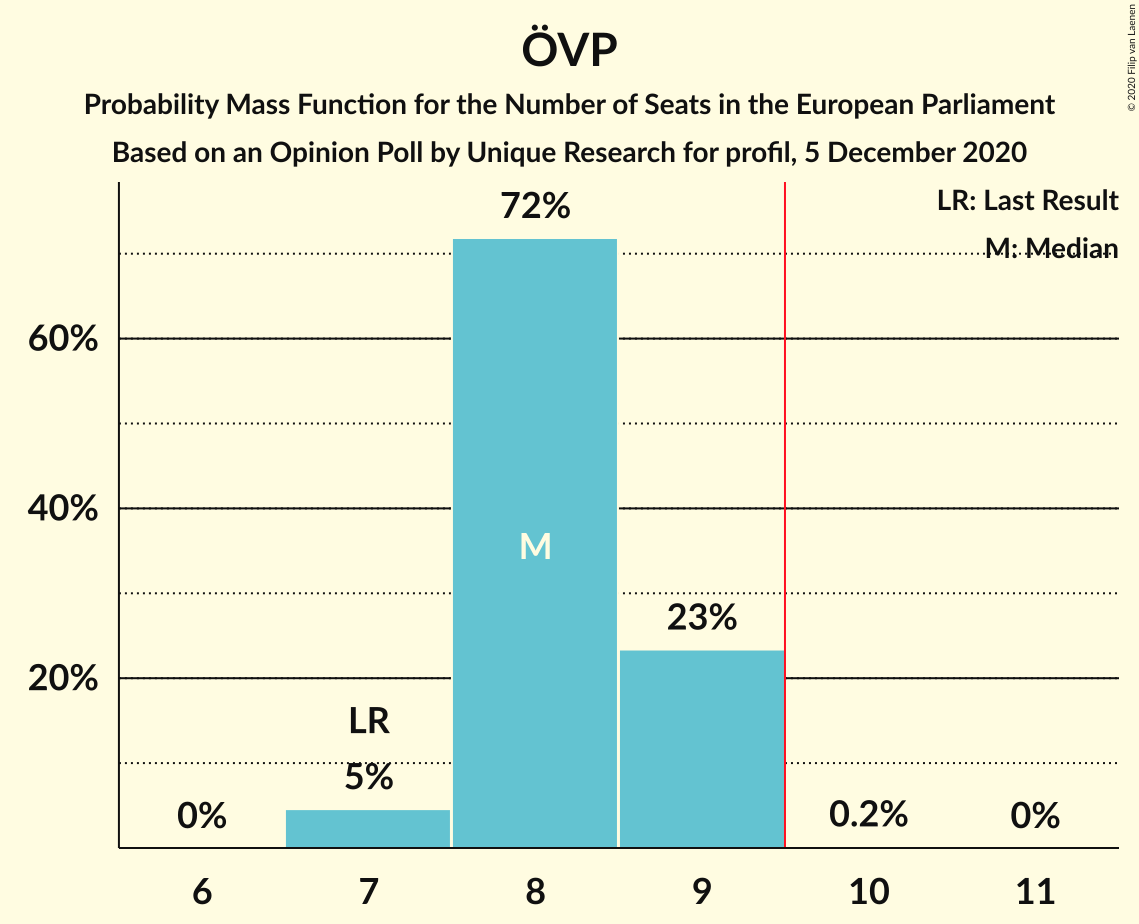 ÖVP
Probability Mass Function for the Number of Seats in the European Parliament
Based on an Opinion Poll by Unique Research for profil, 5 December 2020
© 2020 Filip van Laenen
LR: Last Result
M: Median
72%
60%
40%
M
23%
20%
LR
5%
0%
0.2%
0%
6 7 8 9 10 11